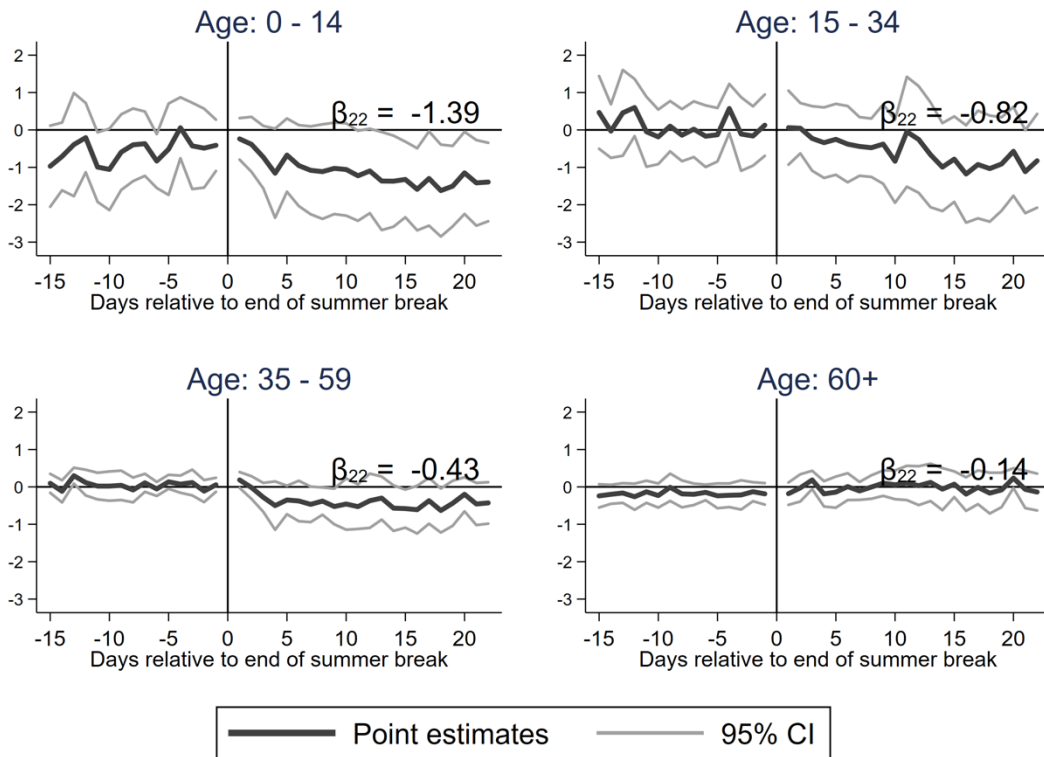 Age: 0 - 14
2
1
0
-1
-2
-3
β₂₂ = -1.39
-15 -10 -5 0 5 10 15 20
Days relative to end of summer break
Age: 15 - 34
2
1
0
-1
-2
-3
β₂₂ = -0.82
-15 -10 -5 0 5 10 15 20
Days relative to end of summer break
Age: 35 - 59
2
1
0
-1
-2
-3
β₂₂ = -0.43
-15 -10 -5 0 5 10 15 20
Days relative to end of summer break
Age: 60+
2
1
0
-1
-2
-3
β₂₂ = -0.14
-15 -10 -5 0 5 10 15 20
Days relative to end of summer break
Point estimates 95% CI